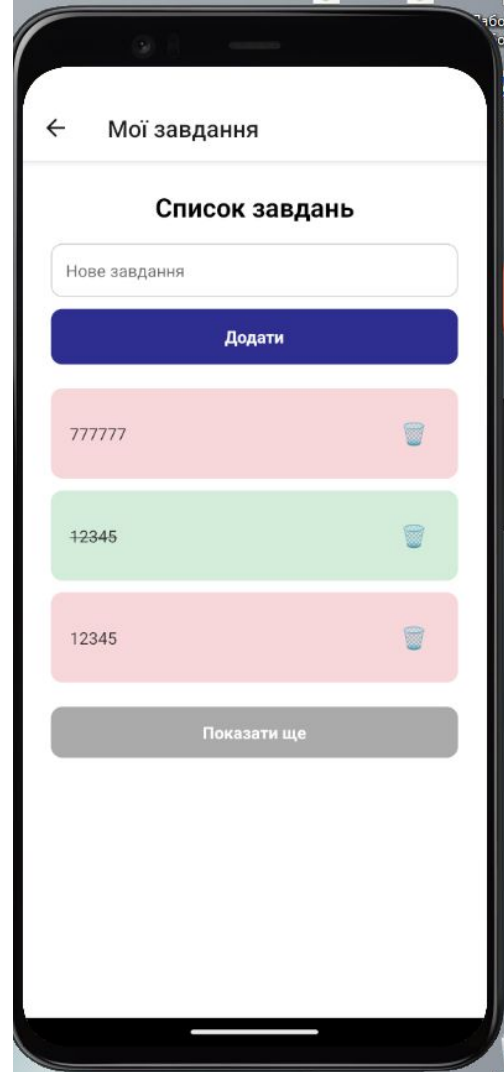 Мої завдання
Список завдань
Нове завдання
Додати
777777
12345
12345
Показати ще